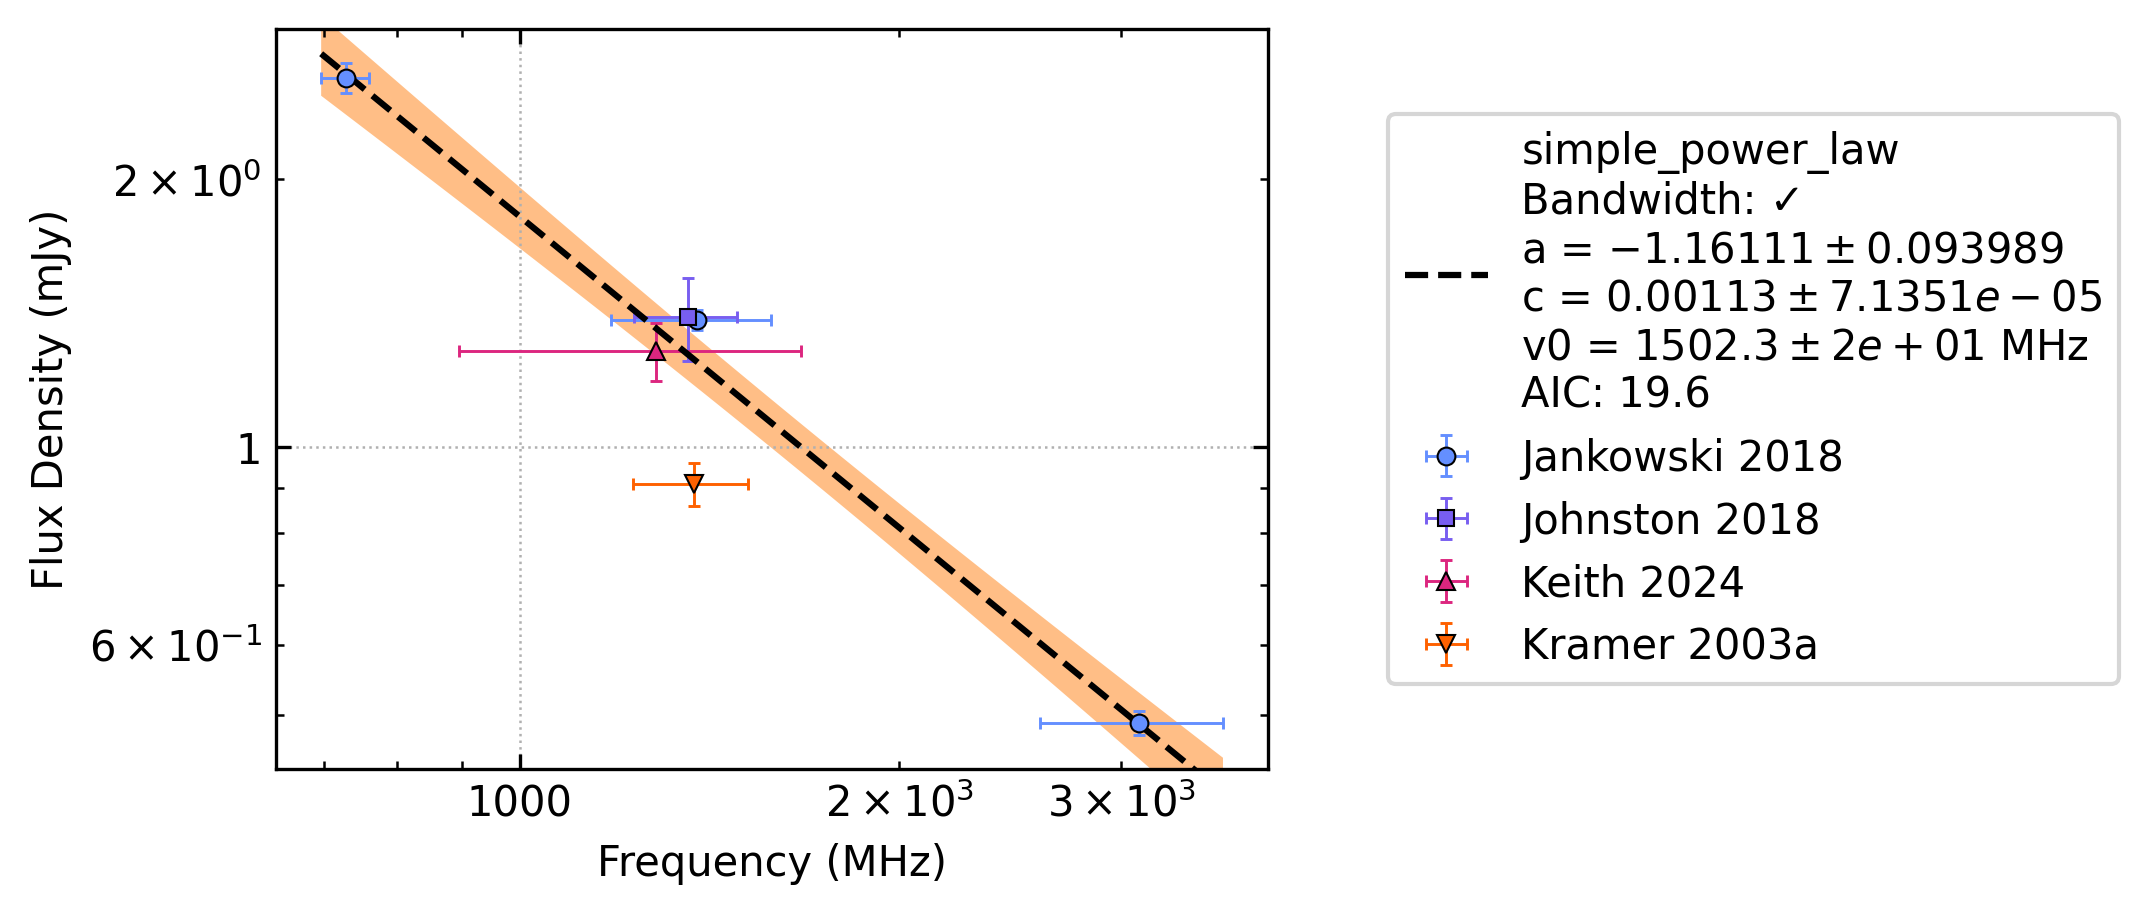 Flux Density (mJy)
2 × 10⁰
1
6 × 10⁻¹
1000
2 × 10³
3 × 10³
Frequency (MHz)
simple_power_law
Bandwidth: ✓
a = −1.16111 ± 0.093989
c = 0.00113 ± 7.1351e − 05
v0 = 1502.3 ± 2e + 01 MHz
AIC: 19.6
Jankowski 2018
Johnston 2018
Keith 2024
Kramer 2003a